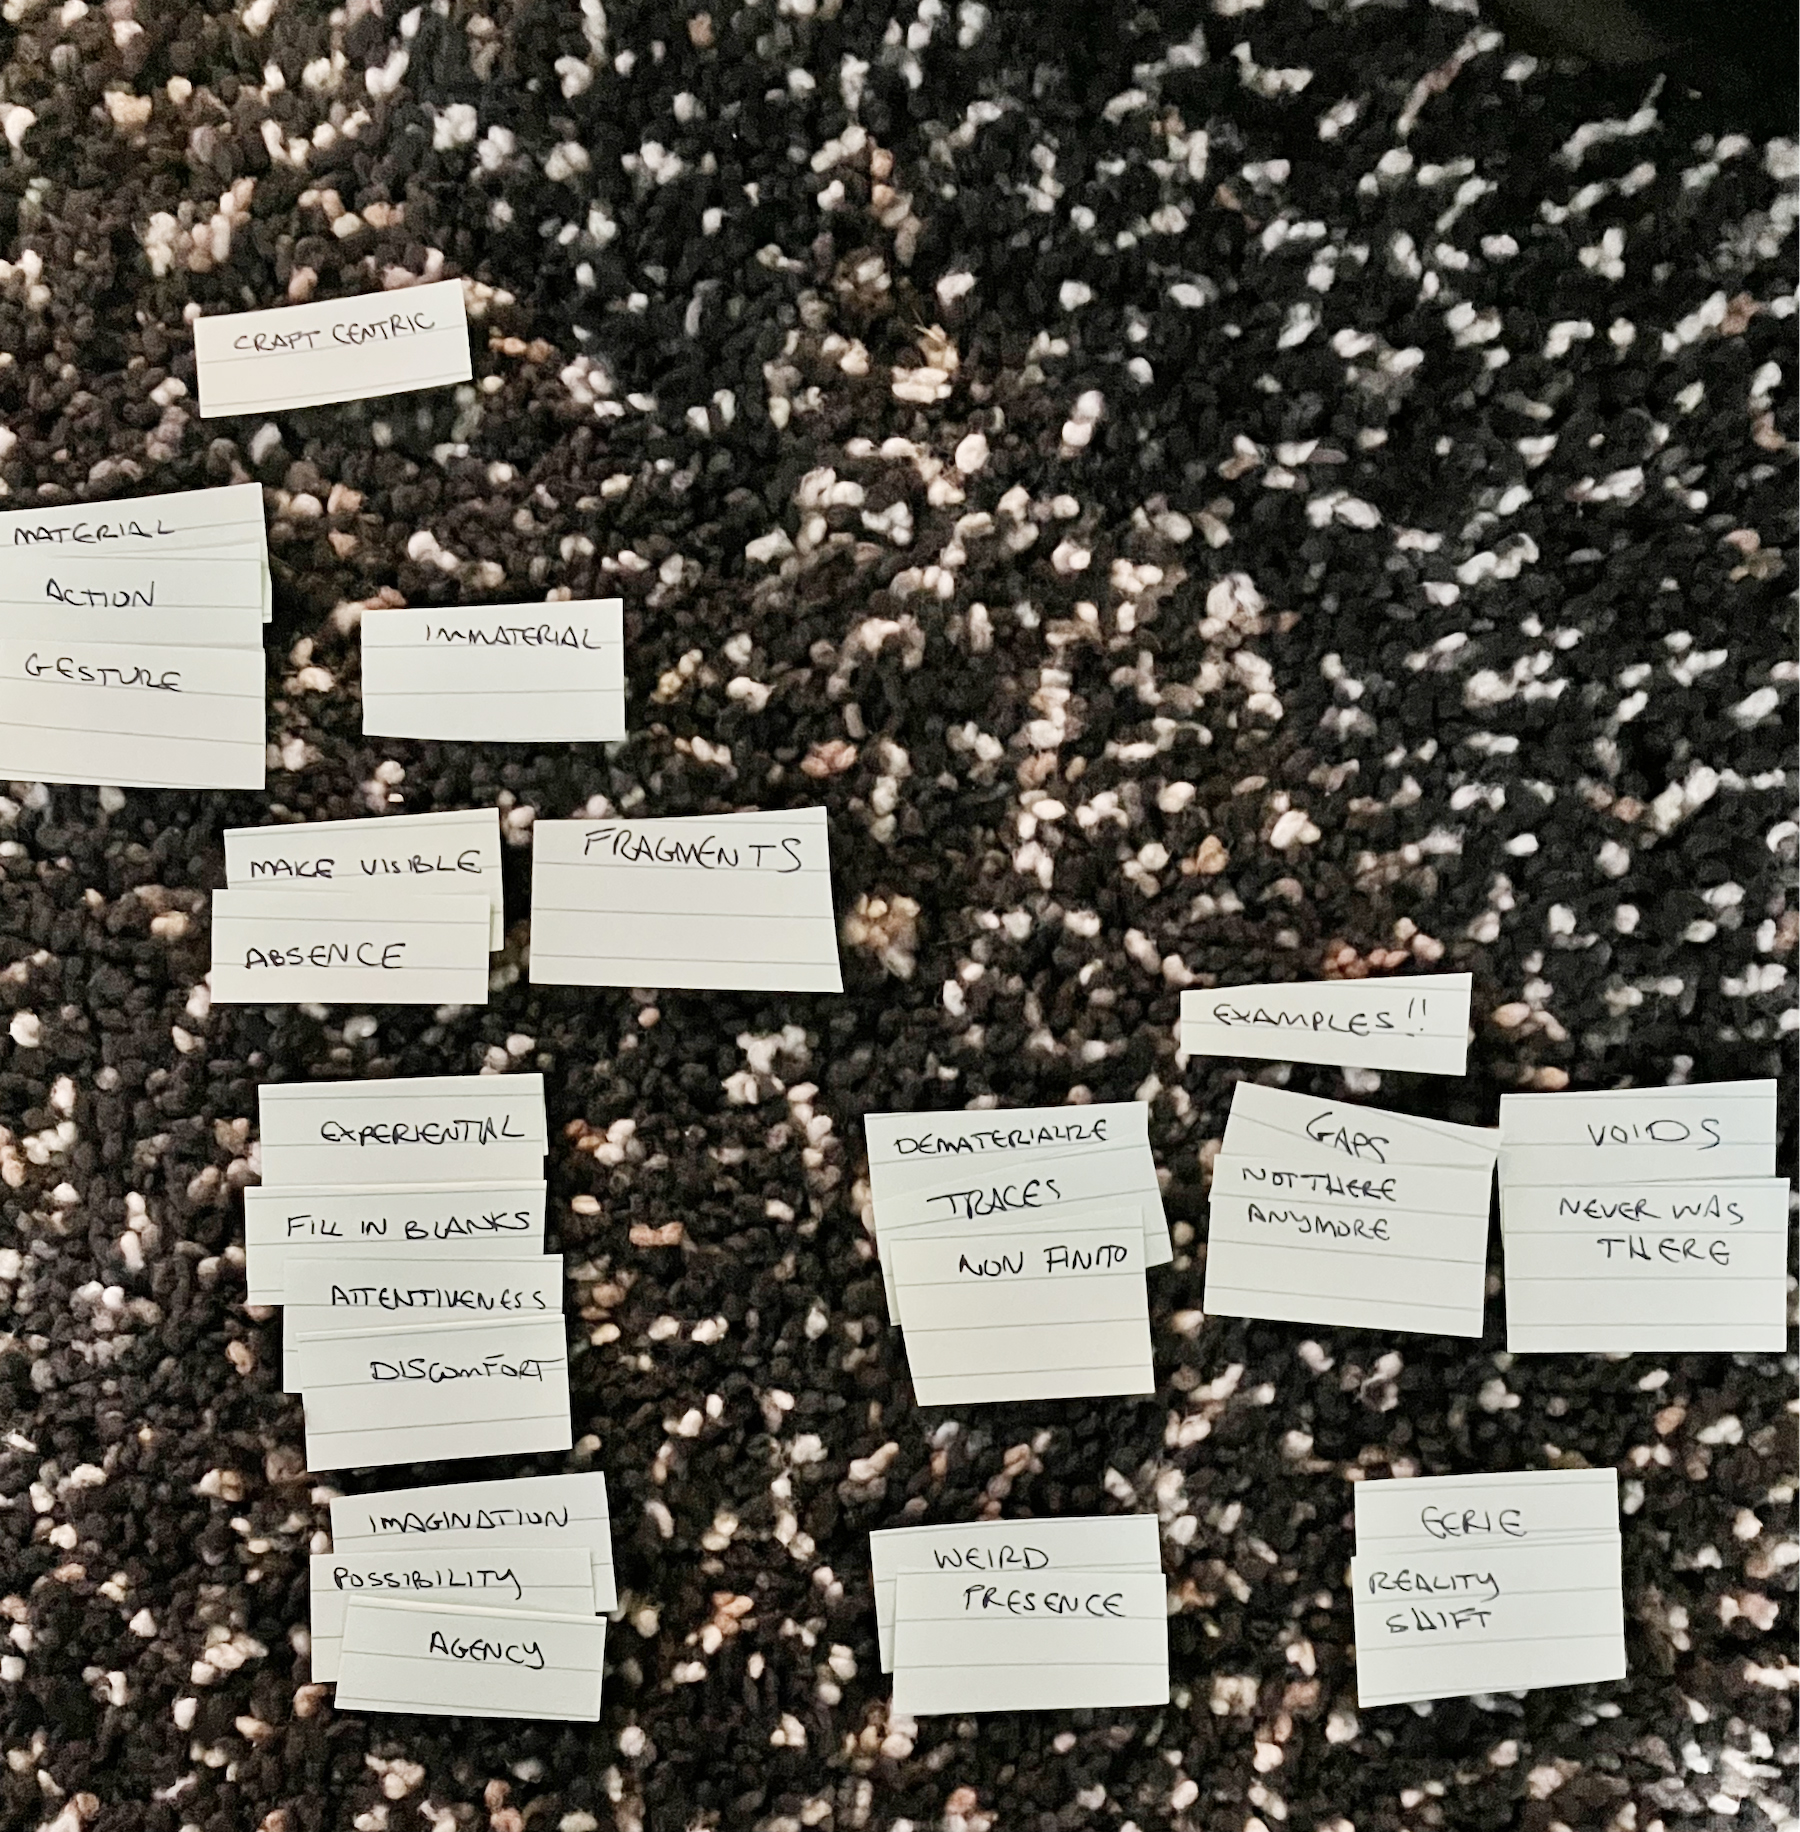 CRAFT CENTRIC
MATERIAL
ACTION
GESTURE
IMMATERIAL
MAKE VISIBLE
ABSENCE
FRAGMENTS
EXAMPLES!!
EXPERIENTIAL
FILL IN BLANKS
ATTENTIVENESS
DISCOMFORT
DEMATERIALIZE
TRACES
NON FINITO
GAPS
NOT THERE
ANYMORE
VOIDS
NEVER WAS
THERE
IMAGINATION
POSSIBILITY
AGENCY
WEIRD
PRESENCE
EERIE
REALITY
SHIFT